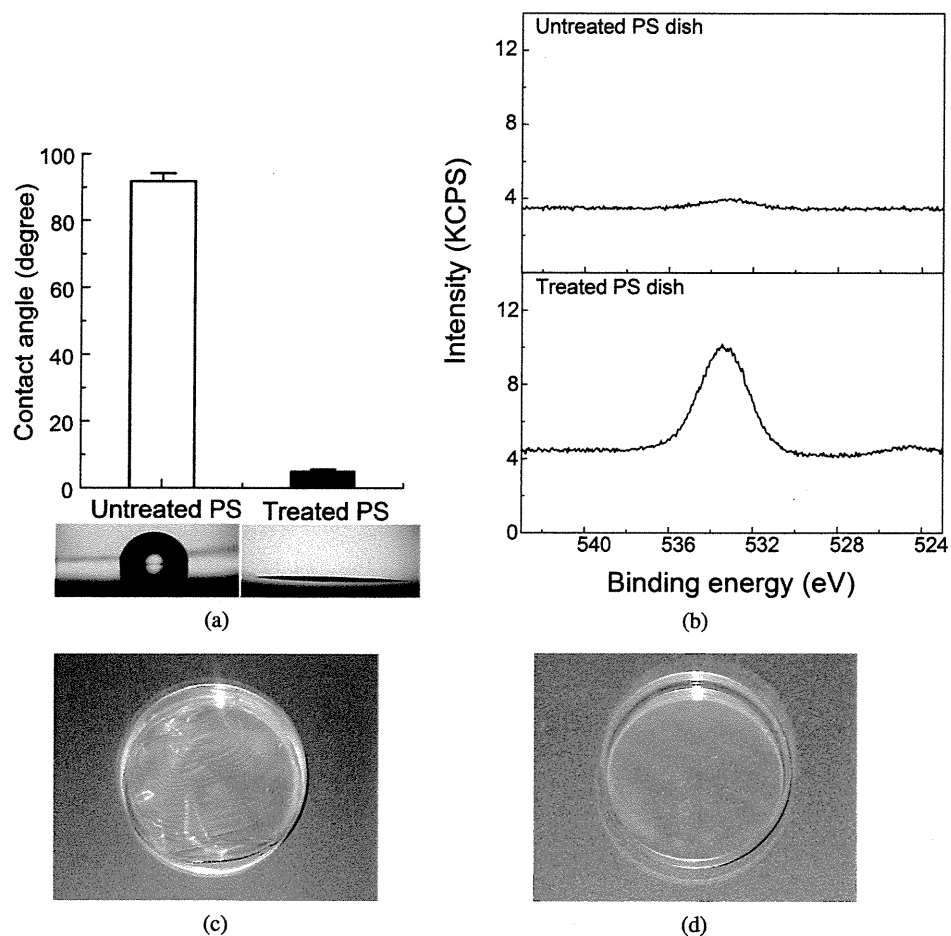 100
80
60
40
20
0
Contact angle (degree)
Untreated PS Treated PS
(a)
Untreated PS dish
12
8
4
Treated PS dish
12
8
4
0
Intensity (KCPS)
540 536 532 528 524
Binding energy (eV)
(b)
(c)
(d)